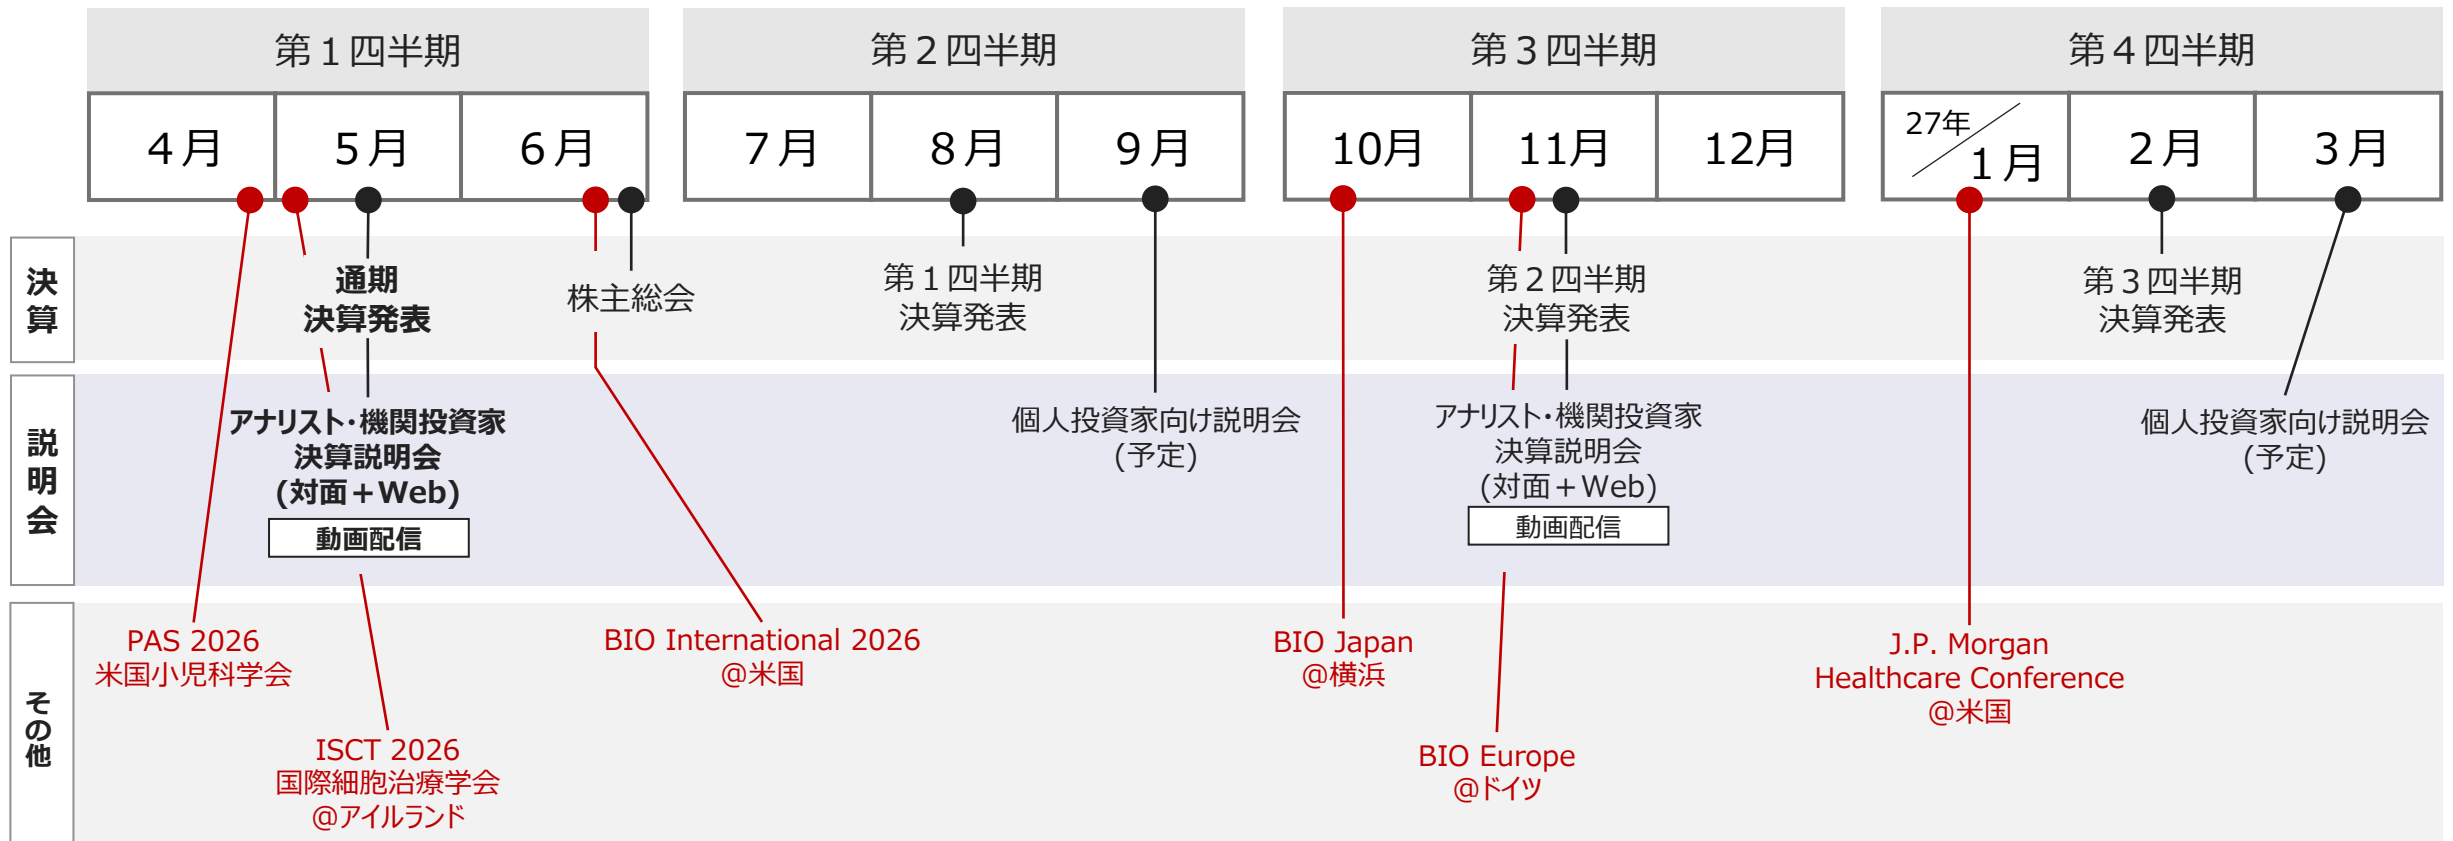 第１四半期
第２四半期
第３四半期
第４四半期
４月
５月
６月
７月
８月
９月
10月
11月
12月
27年
１月
２月
３月
決算
通期
決算発表
株主総会
第１四半期
決算発表
第２四半期
決算発表
第３四半期
決算発表
説明会
アナリスト・機関投資家
決算説明会
(対面＋Web)
動画配信
個人投資家向け説明会
(予定)
アナリスト・機関投資家
決算説明会
(対面＋Web)
動画配信
個人投資家向け説明会
(予定)
その他
PAS 2026
米国小児科学会
ISCT 2026
国際細胞治療学会
@アイルランド
BIO International 2026
@米国
BIO Japan
@横浜
BIO Europe
@ドイツ
J.P. Morgan
Healthcare Conference
@米国